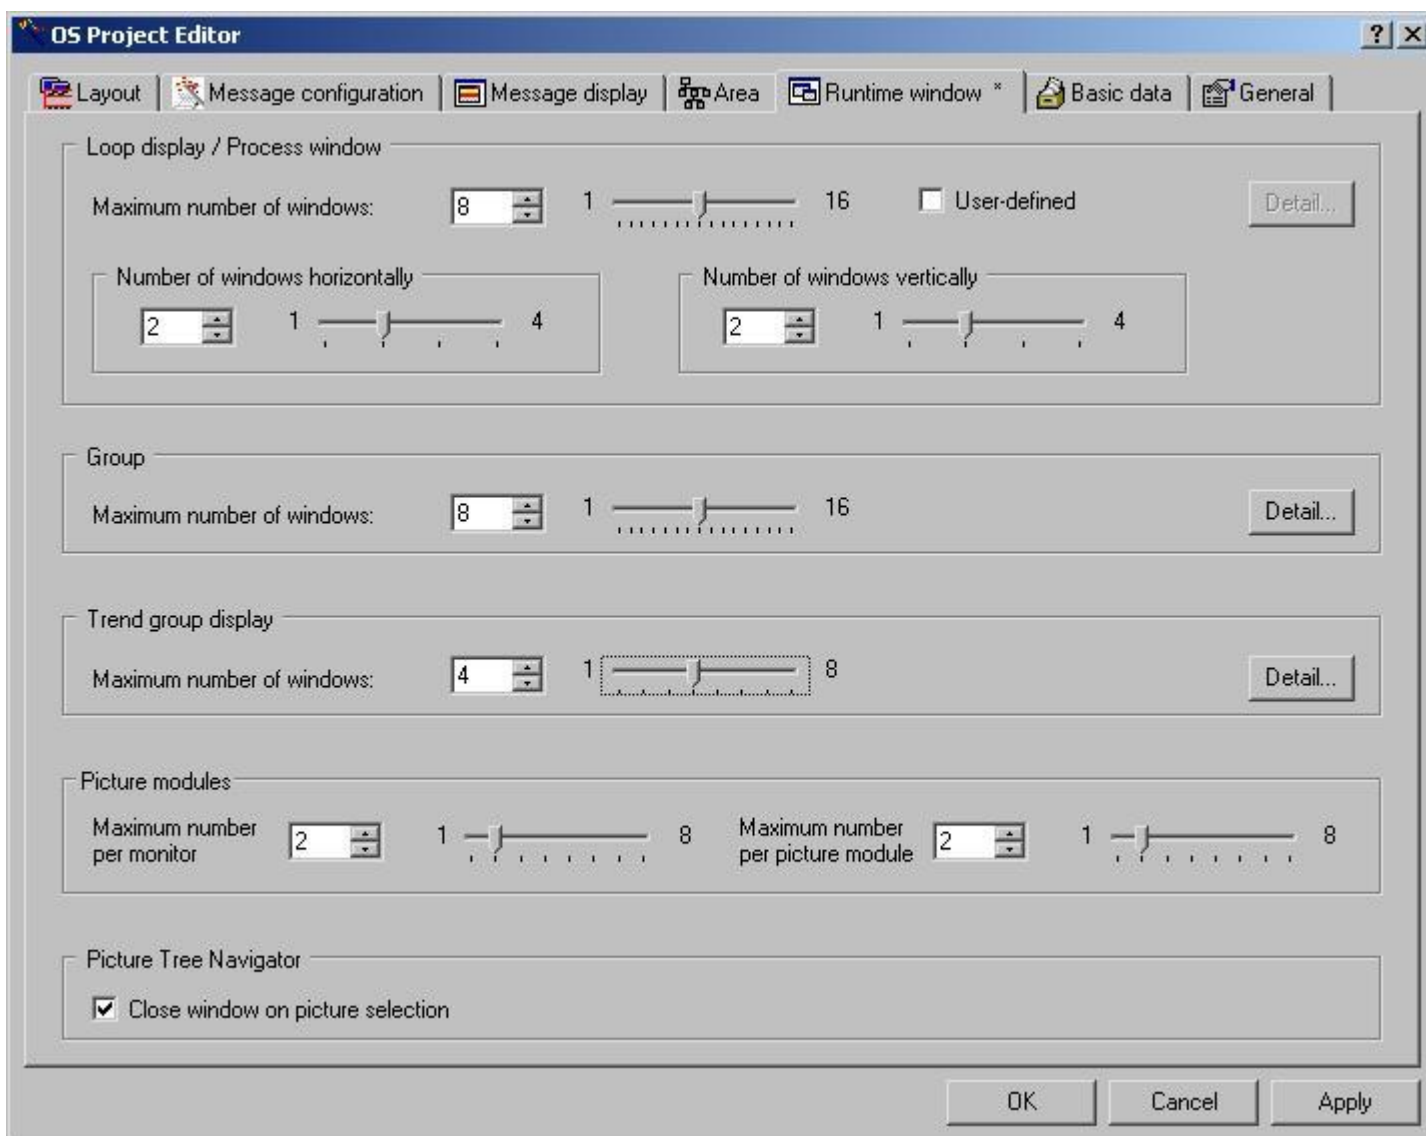 OS Project Editor
Layout Message configuration Message display Area Runtime window * Basic data General
Loop display / Process window
Maximum number of windows: 8 1 16 User-defined Detail...
Number of windows horizontally Number of windows vertically
2 1 4 2 1 4
Group
Maximum number of windows: 8 1 16 Detail...
Trend group display
Maximum number of windows: 4 1 8 Detail...
Picture modules
Maximum number per monitor 2 1 8 Maximum number per picture module 2 1 8
Picture Tree Navigator
Close window on picture selection
OK Cancel Apply